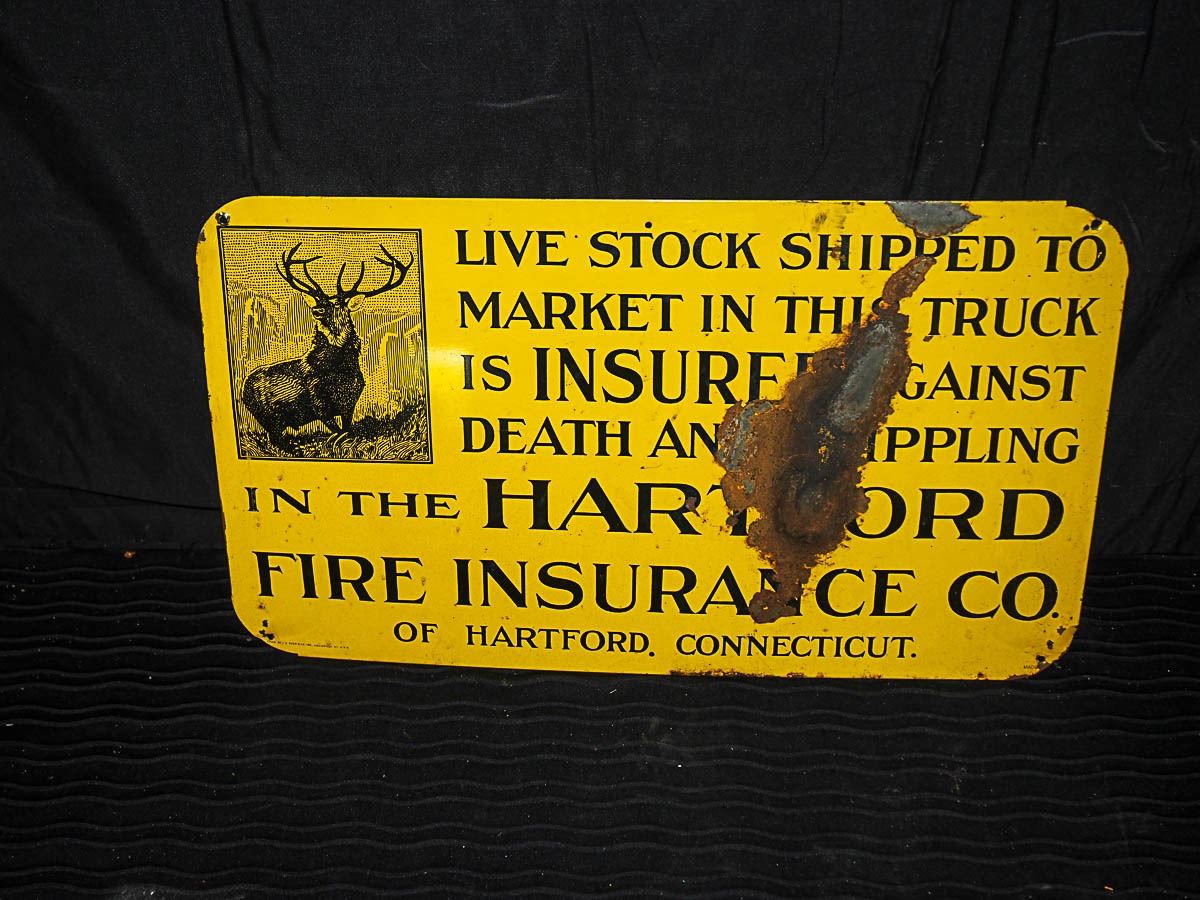 LIVE STOCK SHIPPED TO
MARKET IN THIS TRUCK
IS INSURED AGAINST
DEATH AND CRIPPLING
IN THE HARTFORD
FIRE INSURANCE CO.
OF HARTFORD, CONNECTICUT.